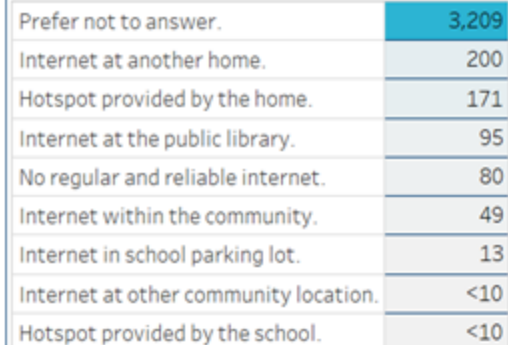 Prefer not to answer. 3,209
Internet at another home. 200
Hotspot provided by the home. 171
Internet at the public library. 95
No regular and reliable internet. 80
Internet within the community. 49
Internet in school parking lot. 13
Internet at other community location. <10
Hotspot provided by the school. <10